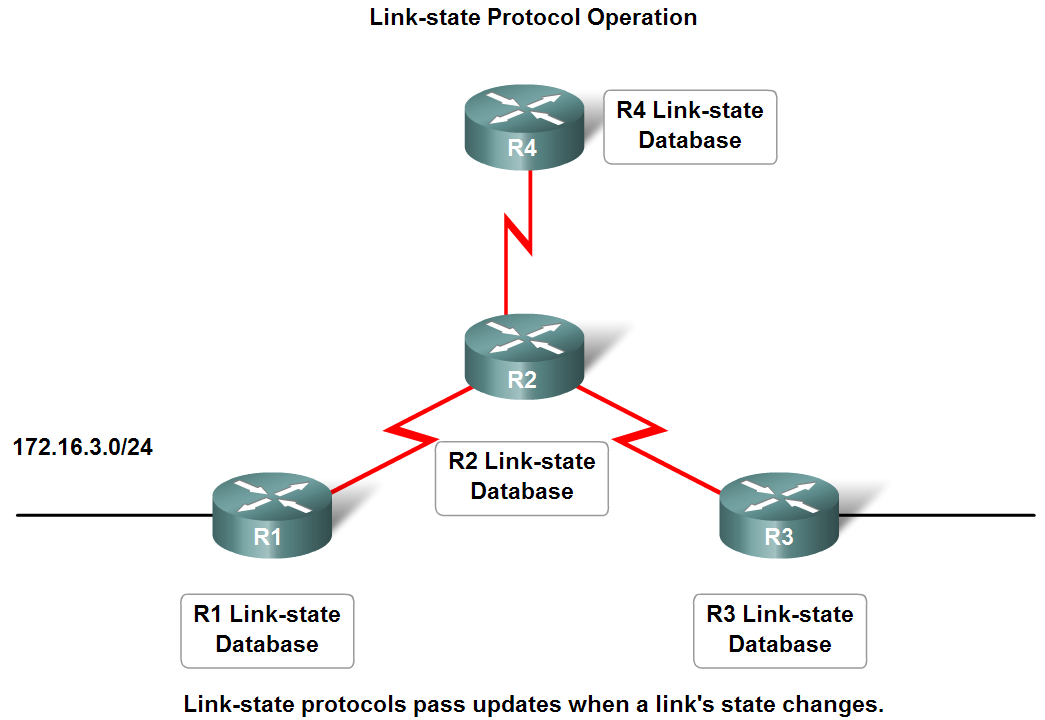 Link-state Protocol Operation
R4 Link-state
Database
R4
R2
172.16.3.0/24
R2 Link-state
Database
R1
R3
R1 Link-state
Database
R3 Link-state
Database
Link-state protocols pass updates when a link's state changes.